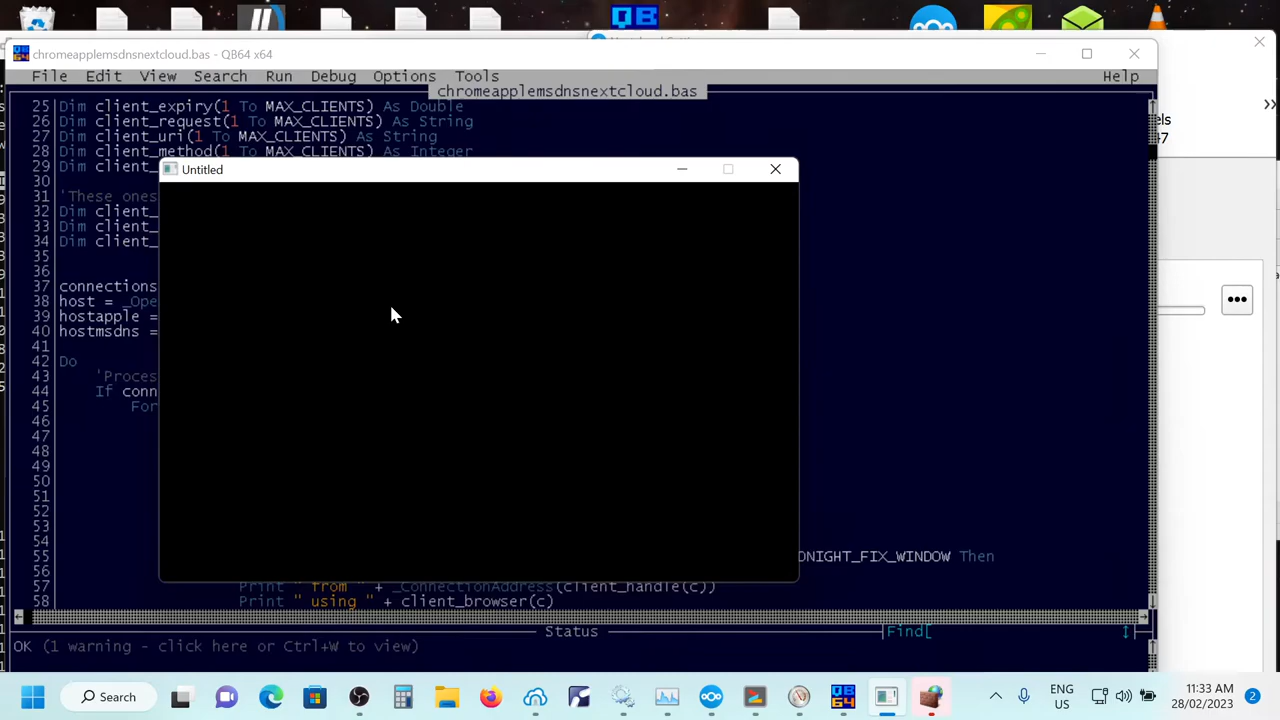 chromeapplemsdnsnextcloud.bas - QB64 x64
File Edit View Search Run Debug Options Tools Help
chromeapplemsdnsnextcloud.bas
25 Dim client_expiry(1 To MAX_CLIENTS) As Double
26 Dim client_request(1 To MAX_CLIENTS) As String
27 Dim client_uri(1 To MAX_CLIENTS) As String
28 Dim client_method(1 To MAX_CLIENTS) As Integer
29 Dim client_
30
31 'These ones
32 Dim client_
33 Dim client_
34 Dim client_
35
36
37 connections
38 host = _Ope
39 hostapple =
40 hostmsdns =
41
42 Do
43 'Proces
44 If conn
45 For
46
47
48
49
50
51
52
53
54
55 DNIGHT_FIX_WINDOW Then
56
57 Print " from " + _ConnectionAddress(client_handle(c))
58 Print " using " + client_browser(c)
Untitled
Status
Find[
OK (1 warning - click here or Ctrl+W to view)
els
QB
Search
QB
64
ENG
US
11:33 AM
28/02/2023
2